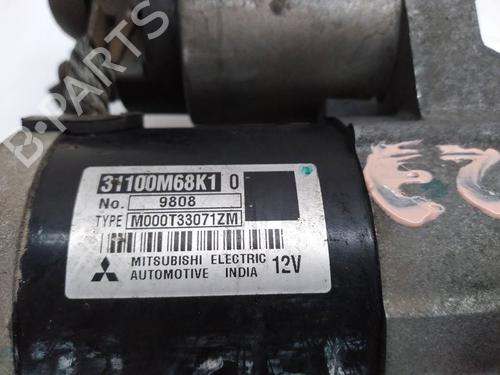 31100M68K1 0
No. 9808
TYPE M000T33071ZM
MITSUBISHI ELECTRIC
AUTOMOTIVE INDIA 12V
B-PARTS